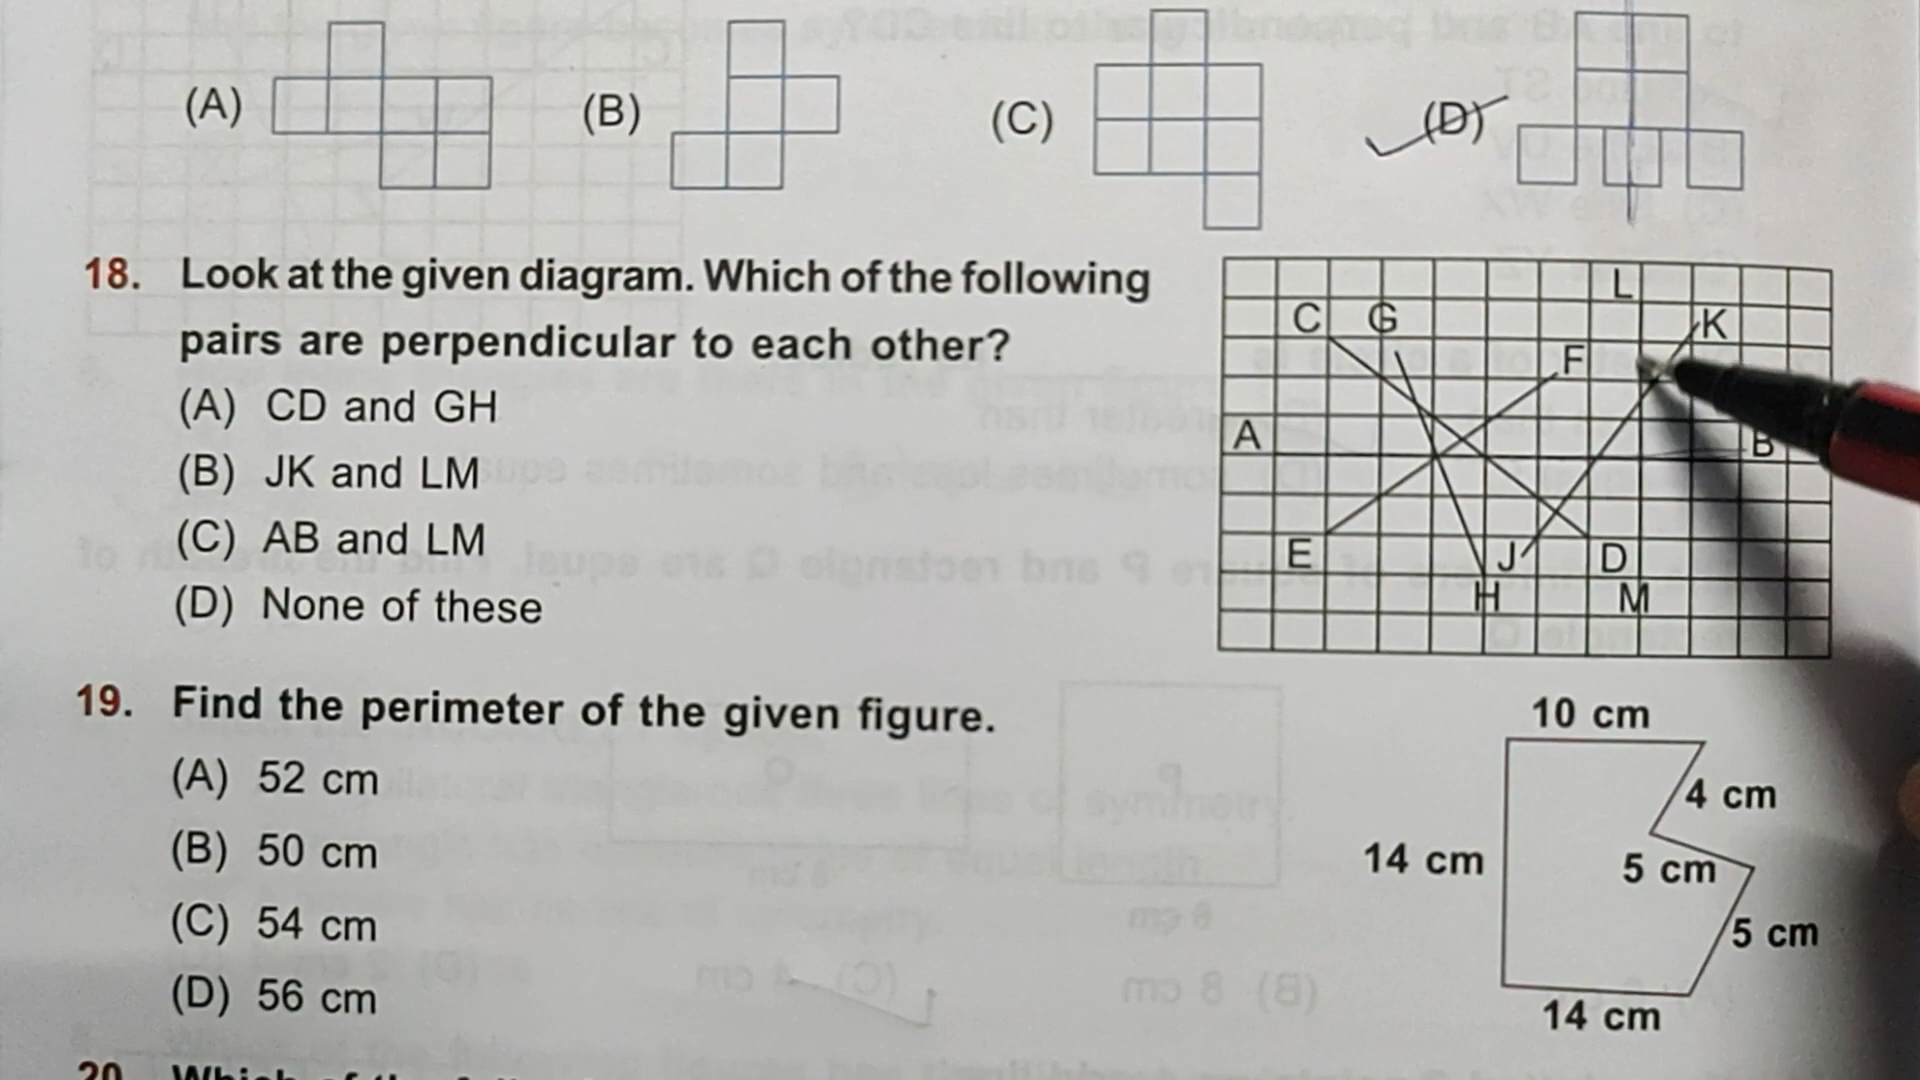 (A) (B) (C) (D)
18. Look at the given diagram. Which of the following
pairs are perpendicular to each other?
(A) CD and GH
(B) JK and LM
(C) AB and LM
(D) None of these
L
C G K
F
A B
E J D
H M
19. Find the perimeter of the given figure.
(A) 52 cm
(B) 50 cm
(C) 54 cm
(D) 56 cm
10 cm
4 cm
14 cm
5 cm
5 cm
14 cm
20